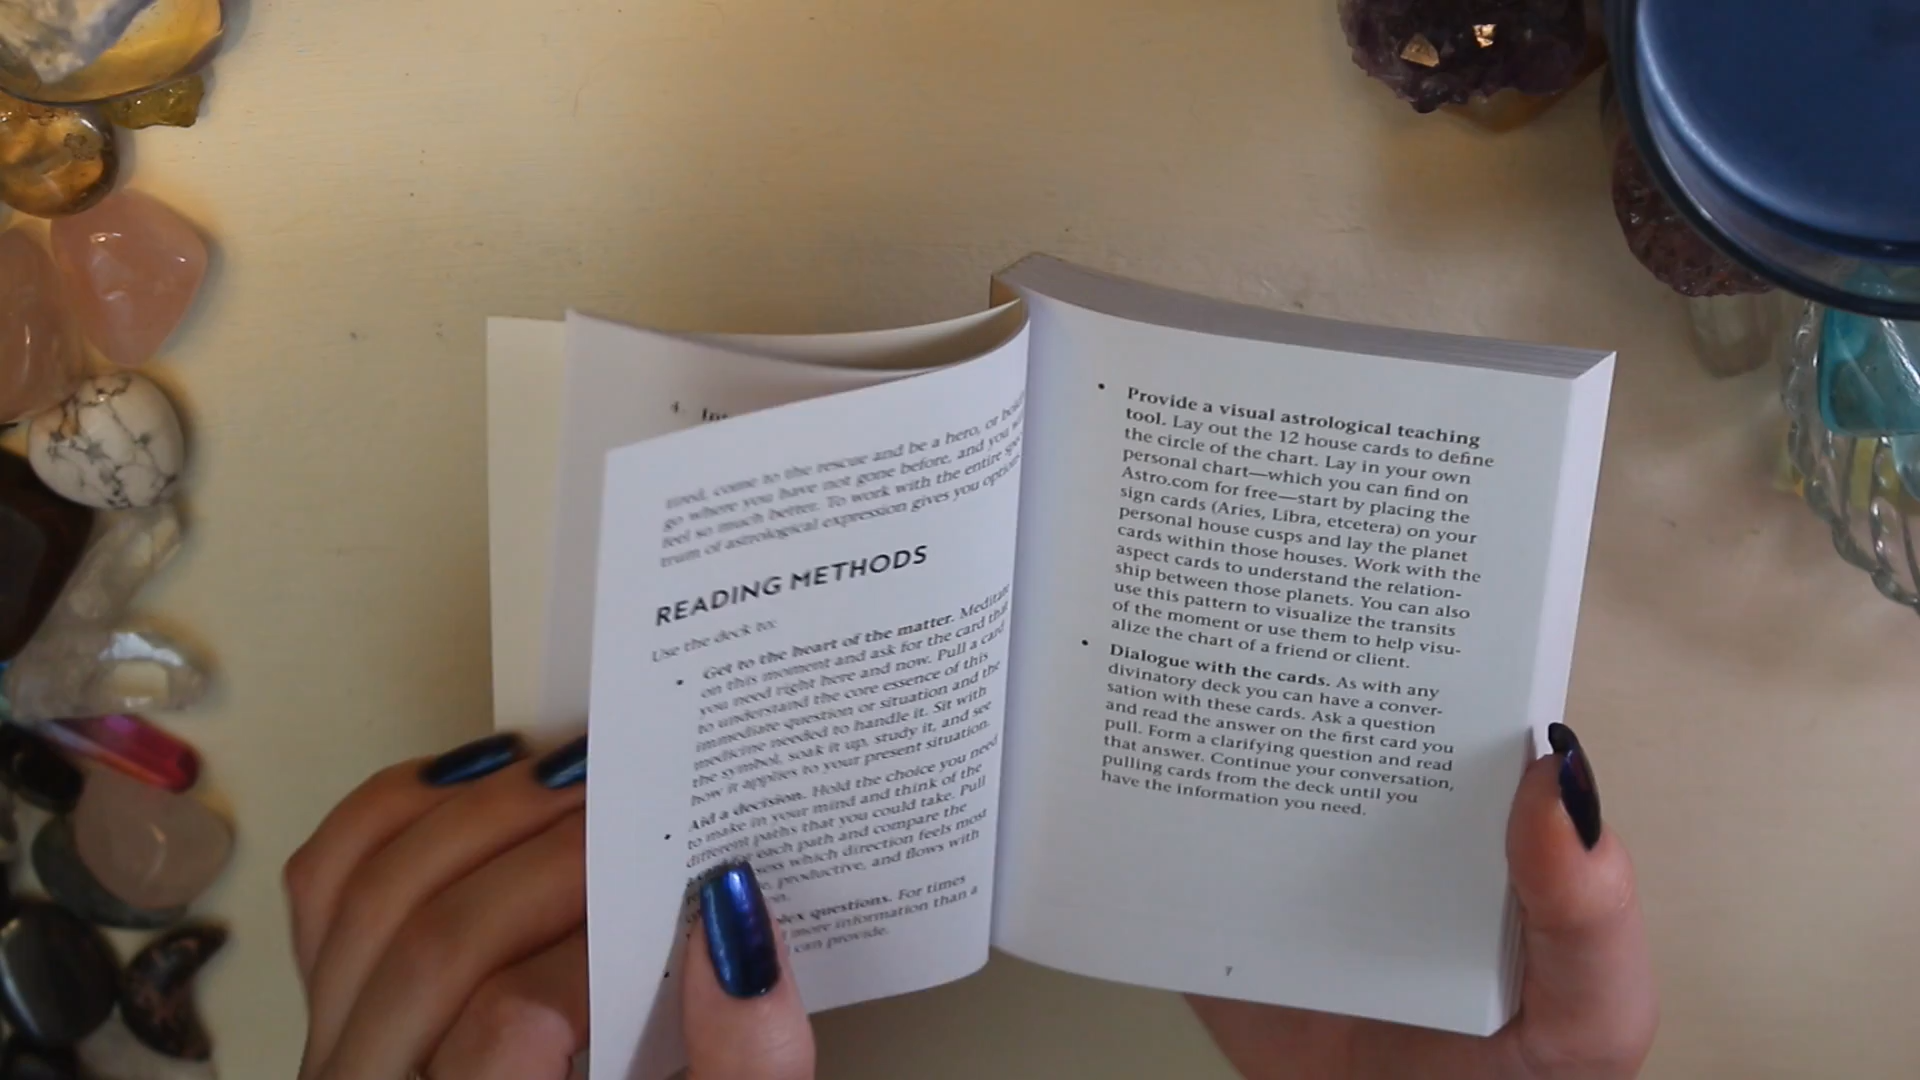 4.
tired, come to the rescue and be a hero, or
go where you have not gone before, and you
feel so much better. To work with the entire spec-
trum of astrological expression gives you options.
READING METHODS
Use the deck to:
• Get to the heart of the matter. Meditate
on this moment and ask for the card that
you need right here and now. Pull a card
to understand the core essence of this
immediate question or situation and the
medicine needed to handle it. Sit with
the symbol, soak it up, study it, and see
how it applies to your present situation.
• Aid a decision. Hold the choice you need
to make in your mind and think of the
different paths that you could take. Pull
a card for each path and compare the
which direction feels most
productive, and flows with
questions. For times
more information than a
can provide.
• Provide a visual astrological teaching
tool. Lay out the 12 house cards to define
the circle of the chart. Lay in your own
personal chart—which you can find on
Astro.com for free—start by placing the
sign cards (Aries, Libra, etcetera) on your
personal house cusps and lay the planet
cards within those houses. Work with the
aspect cards to understand the relation-
ship between those planets. You can also
use this pattern to visualize the transits
of the moment or use them to help visu-
alize the chart of a friend or client.
• Dialogue with the cards. As with any
divinatory deck you can have a conver-
sation with these cards. Ask a question
and read the answer on the first card you
pull. Form a clarifying question and read
that answer. Continue your conversation,
pulling cards from the deck until you
have the information you need.
7